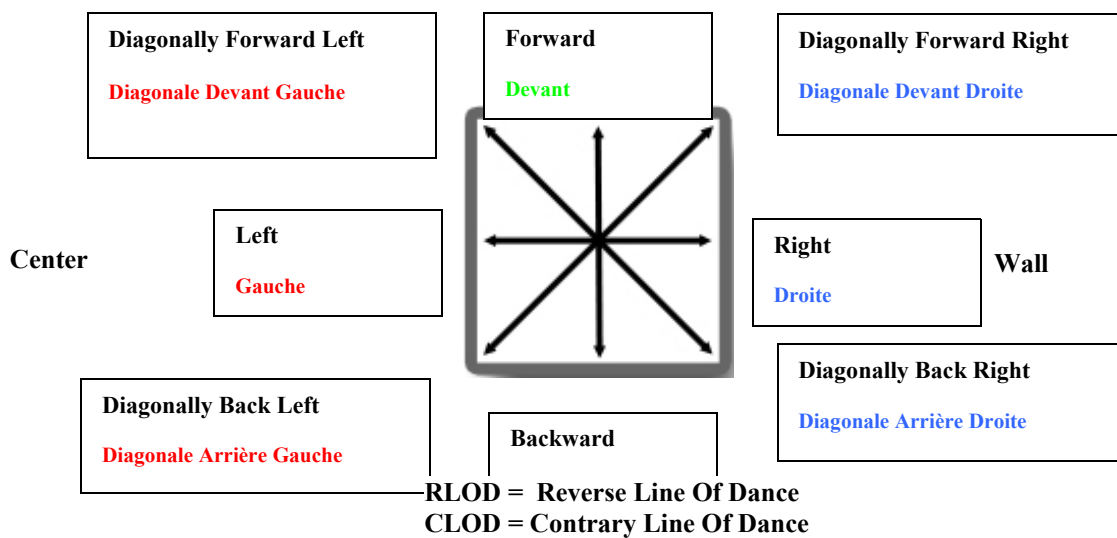 Diagonally Forward Left
Diagonale Devant Gauche
Forward
Devant
Diagonally Forward Right
Diagonale Devant Droite
Center
Left
Gauche
Right
Droite
Wall
Diagonally Back Left
Diagonale Arrière Gauche
Backward
Diagonally Back Right
Diagonale Arrière Droite
RLOD = Reverse Line Of Dance
CLOD = Contrary Line Of Dance